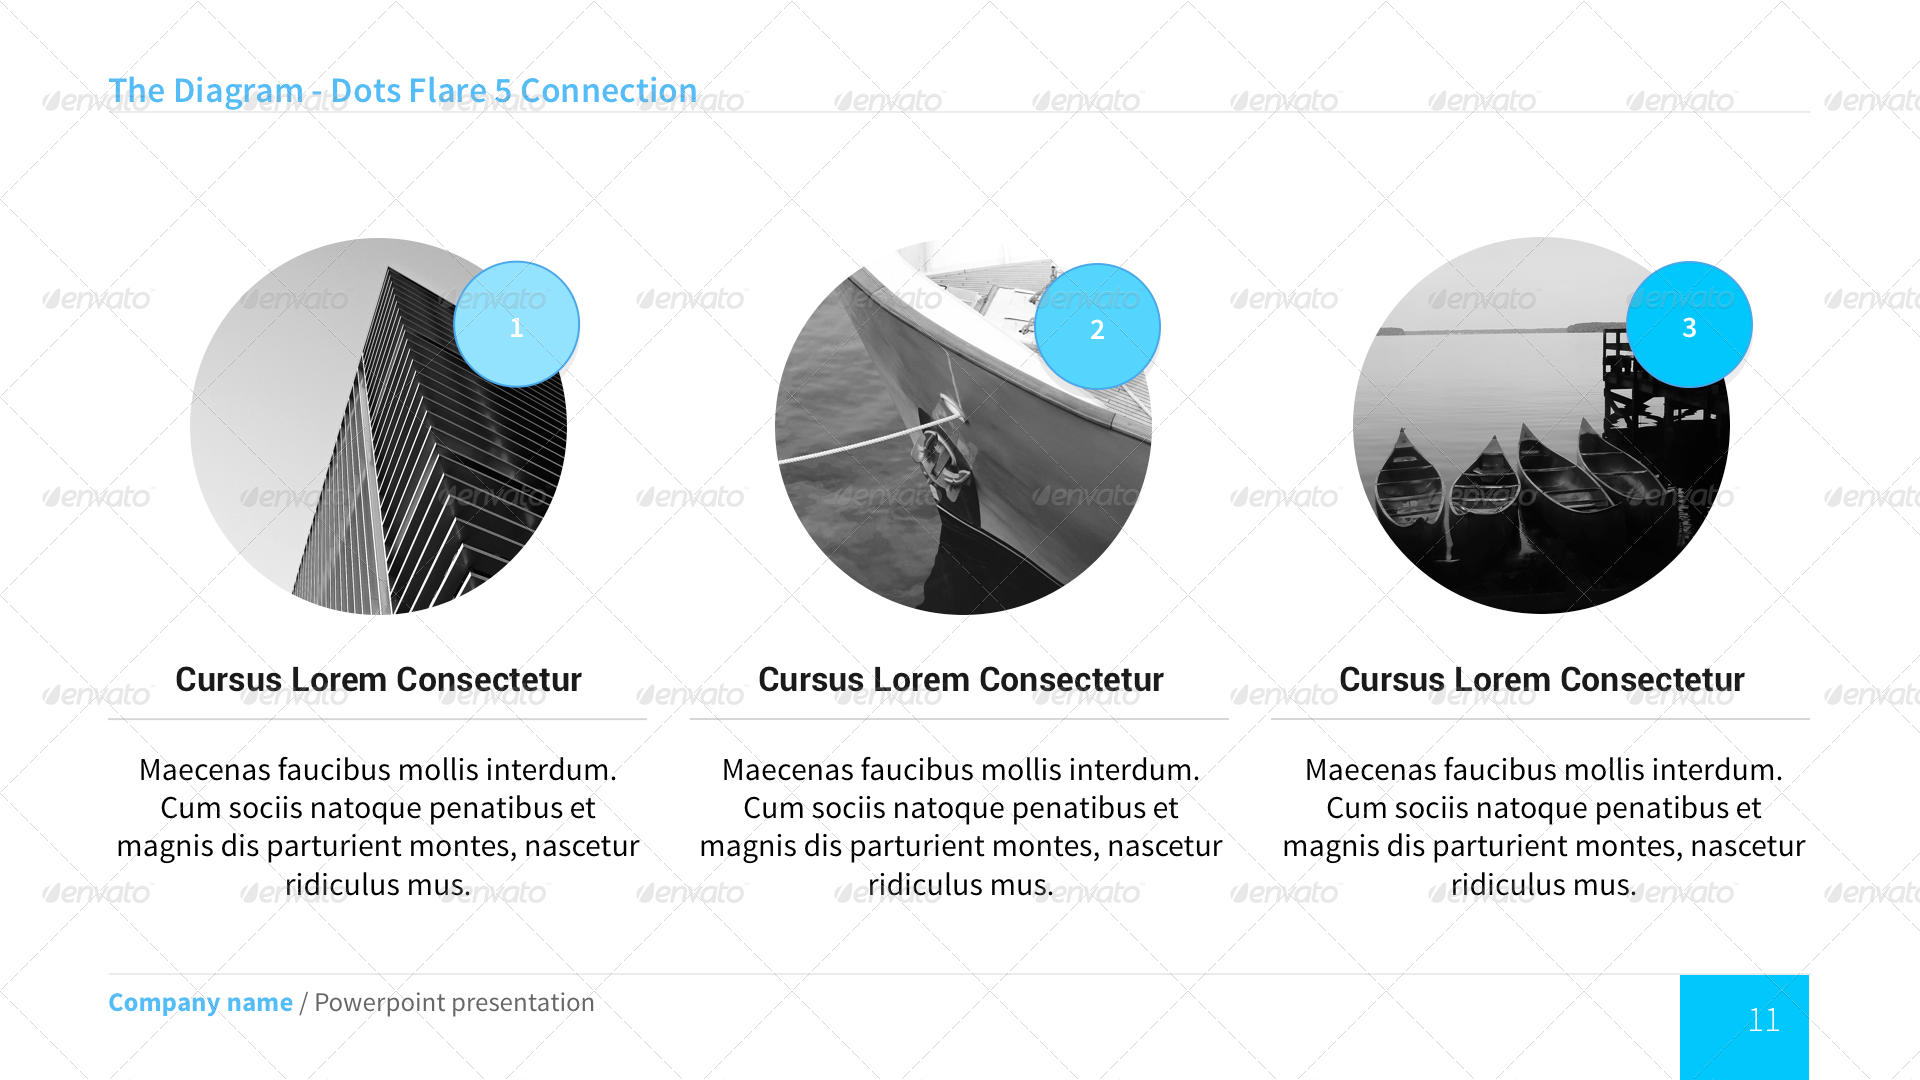 The Diagram - Dots Flare 5 Connection
1
2
3
Cursus Lorem Consectetur
Cursus Lorem Consectetur
Cursus Lorem Consectetur
Maecenas faucibus mollis interdum.
Cum sociis natoque penatibus et
magnis dis parturient montes, nascetur
ridiculus mus.
Maecenas faucibus mollis interdum.
Cum sociis natoque penatibus et
magnis dis parturient montes, nascetur
ridiculus mus.
Maecenas faucibus mollis interdum.
Cum sociis natoque penatibus et
magnis dis parturient montes, nascetur
ridiculus mus.
Company name / Powerpoint presentation
11
envato